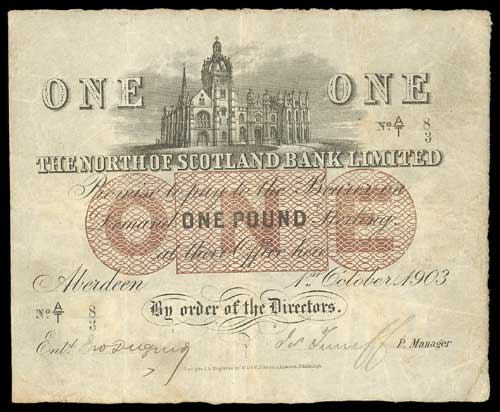 ONE ONE
No A/1 8/3
THE NORTH OF SCOTLAND BANK LIMITED
Promise to pay to the Bearer on
demand ONE POUND Sterling
ONE
at their Office here
Aberdeen 1st October, 1903
No A/1 8/3
By order of the Directors.
Entd. Jno Duguid P. Manager